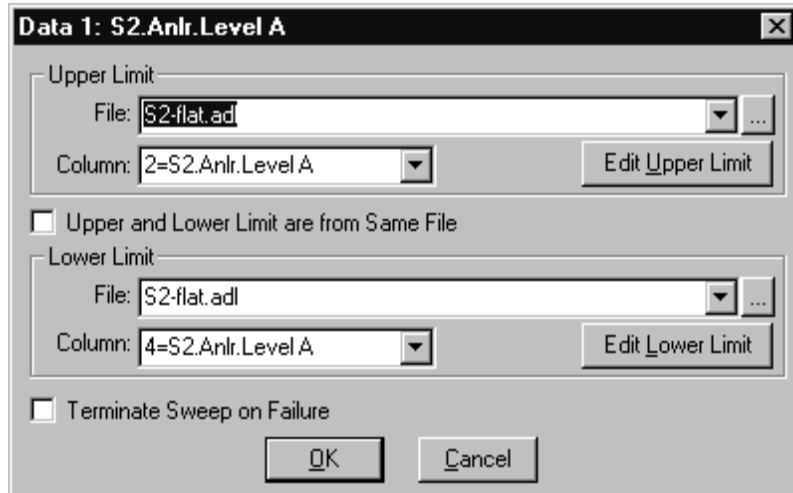 Data 1: S2.Anlr.Level A
Upper Limit
File: S2-flat.adl ...
Column: 2=S2.Anlr.Level A Edit Upper Limit
Upper and Lower Limit are from Same File
Lower Limit
File: S2-flat.adl ...
Column: 4=S2.Anlr.Level A Edit Lower Limit
Terminate Sweep on Failure
OK Cancel